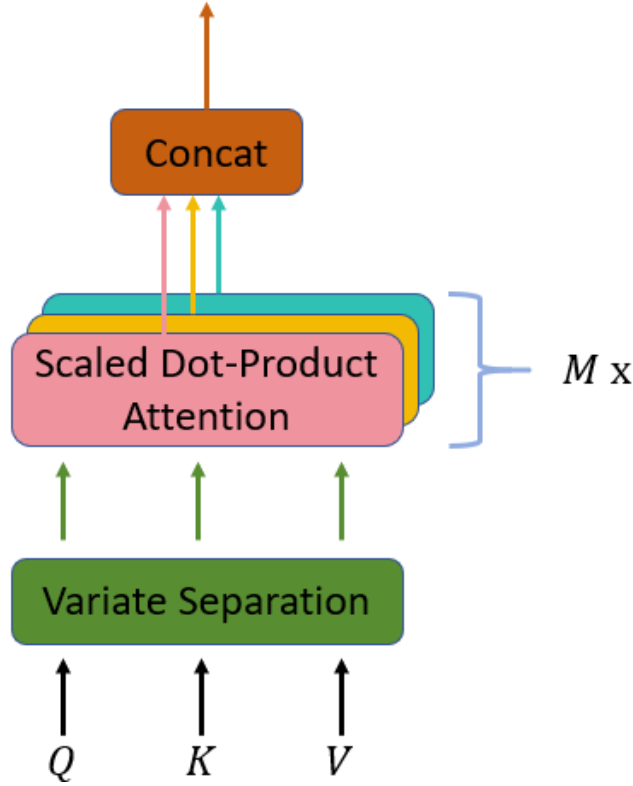 Concat
Scaled Dot-Product
Attention
M x
Variate Separation
Q K V